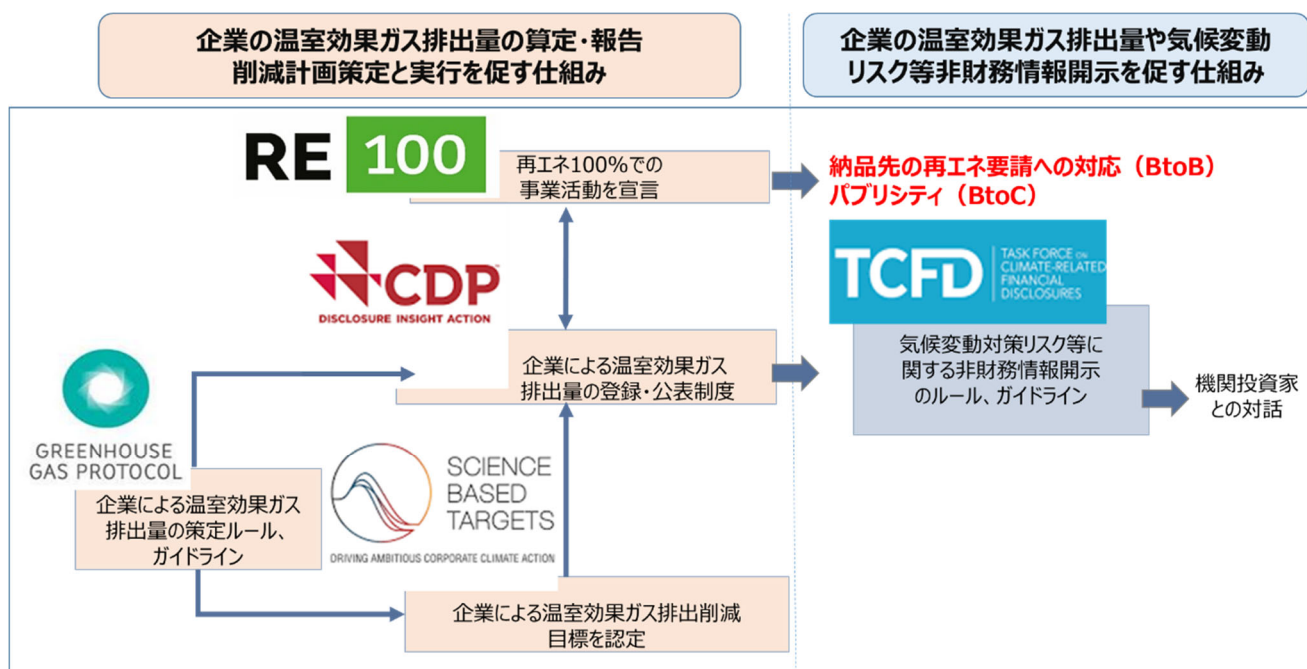 企業の温室効果ガス排出量の算定・報告
削減計画策定と実行を促す仕組み
企業の温室効果ガス排出量や気候変動
リスク等非財務情報開示を促す仕組み
RE 100
再エネ100%での
事業活動を宣言
納品先の再エネ要請への対応（BtoB）
パブリシティ（BtoC）
CDP
DISCLOSURE INSIGHT ACTION
TCFD
TASK FORCE ON
CLIMATE-RELATED
FINANCIAL
DISCLOSURES
企業による温室効果ガス
排出量の登録・公表制度
気候変動対策リスク等に
関する非財務情報開示
のルール、ガイドライン
機関投資家
との対話
GREENHOUSE
GAS PROTOCOL
企業による温室効果ガス
排出量の策定ルール、
ガイドライン
SCIENCE
BASED
TARGETS
DRIVING AMBITIOUS CORPORATE CLIMATE ACTION
企業による温室効果ガス排出削減
目標を認定